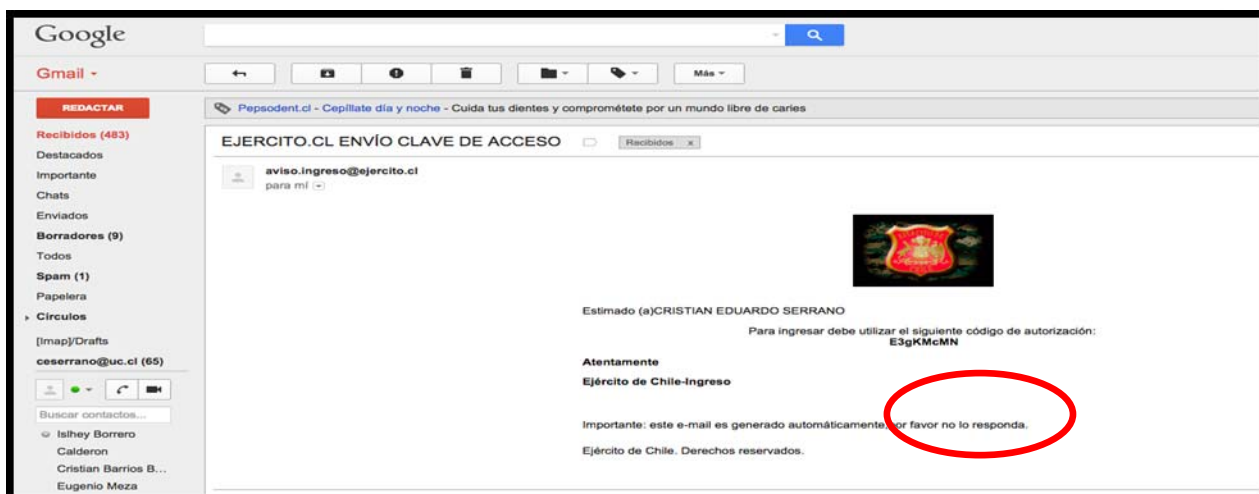 Google
Gmail
Más
REDACTAR
Pepsodent.cl - Cepíllate día y noche - Cuida tus dientes y comprométete por un mundo libre de caries
Recibidos (483)
EJERCITO.CL ENVÍO CLAVE DE ACCESO
Recibidos x
Destacados
Importante
aviso.ingreso@ejercito.cl
para mí
Chats
Enviados
Borradores (9)
Todos
Spam (1)
Papelera
Círculos
[Imap]/Drafts
ceserrano@uc.cl (65)
Buscar contactos...
Islhey Borrero
Calderon
Cristian Barrios B...
Eugenio Meza
Estimado (a)CRISTIAN EDUARDO SERRANO
Para ingresar debe utilizar el siguiente código de autorización:
E3gKMcMN
Atentamente
Ejército de Chile-Ingreso
Importante: este e-mail es generado automáticamente, por favor no lo responda.
Ejército de Chile. Derechos reservados.